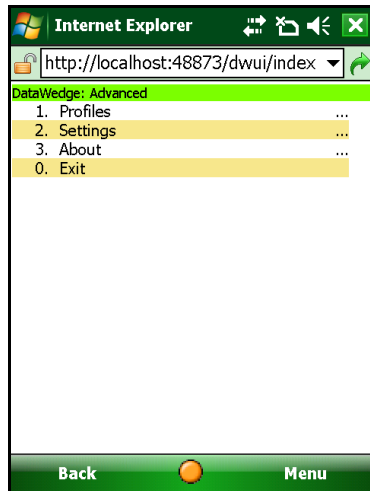 Internet Explorer
http://localhost:48873/dwui/index
DataWedge: Advanced
1. Profiles ...
2. Settings ...
3. About ...
0. Exit
Back Menu